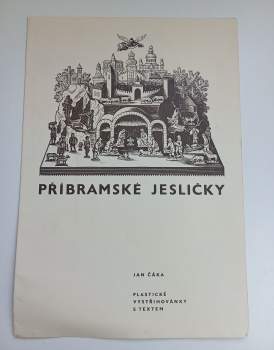 PŘÍBRAMSKÉ JESLIČKY
JAN ČÁKA
PLASTICKÉ
VYSTŘIHOVÁNKY
S TEXTEM